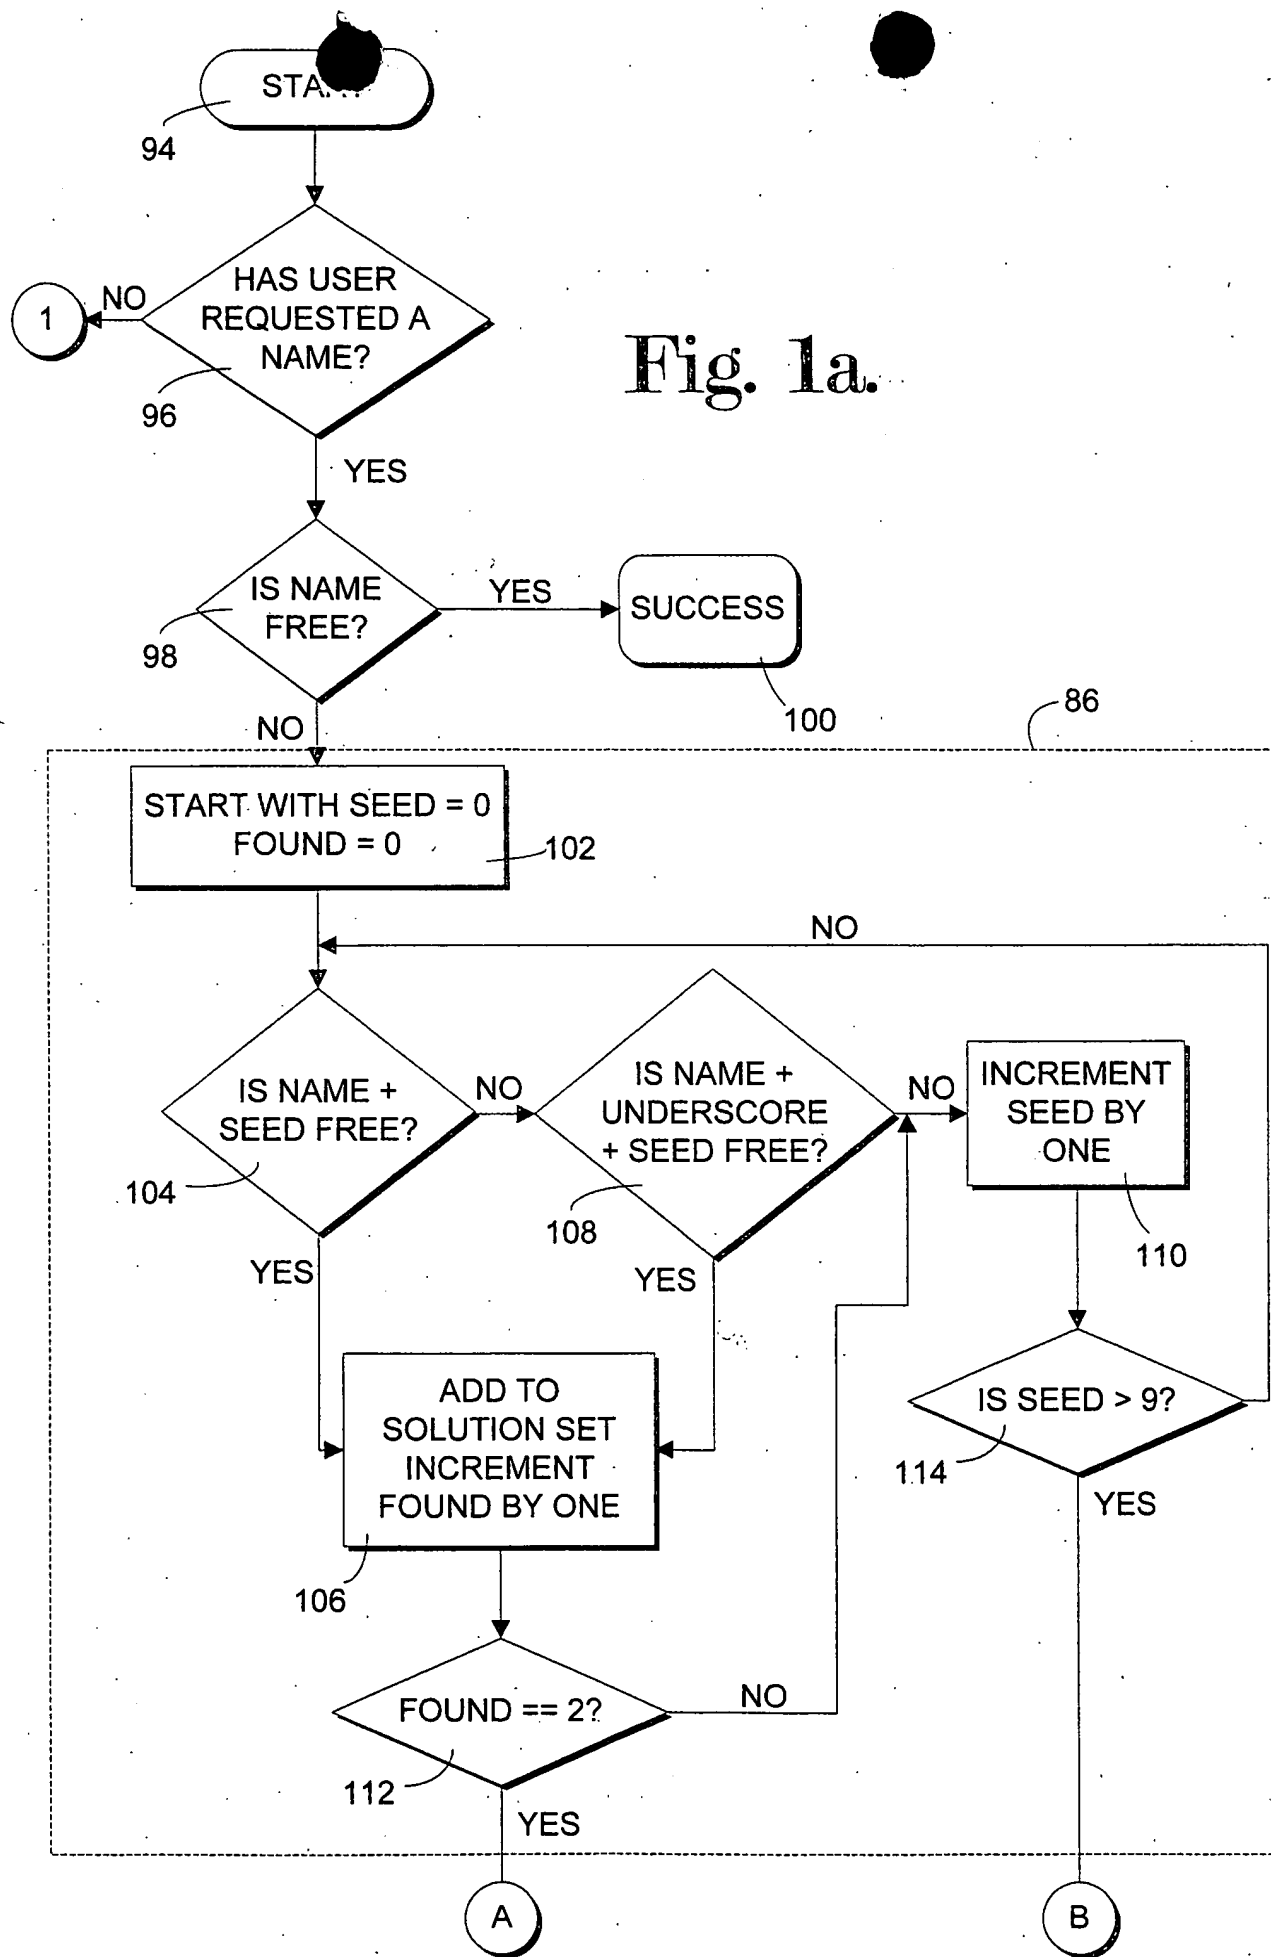 94
HAS USER
REQUESTED A
NAME?
NO
1
96
YES
Fig. 1a.
IS NAME
FREE?
YES
SUCCESS
98
100
NO
86
START WITH SEED = 0
FOUND = 0
102
NO
IS NAME +
SEED FREE?
NO
IS NAME +
UNDERSCORE
+ SEED FREE?
NO
INCREMENT
SEED BY
ONE
104
108
110
YES
YES
ADD TO
SOLUTION SET
INCREMENT
FOUND BY ONE
IS SEED > 9?
114
YES
106
FOUND == 2?
NO
112
YES
A
B